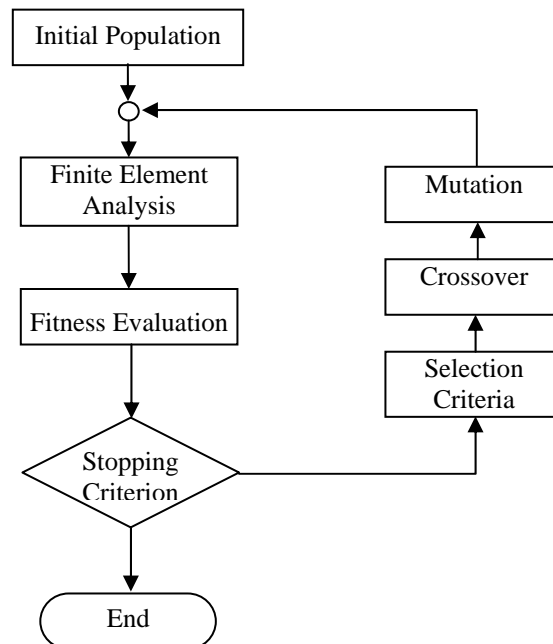 Initial Population
Finite Element
Analysis
Fitness Evaluation
Stopping
Criterion
End
Mutation
Crossover
Selection
Criteria